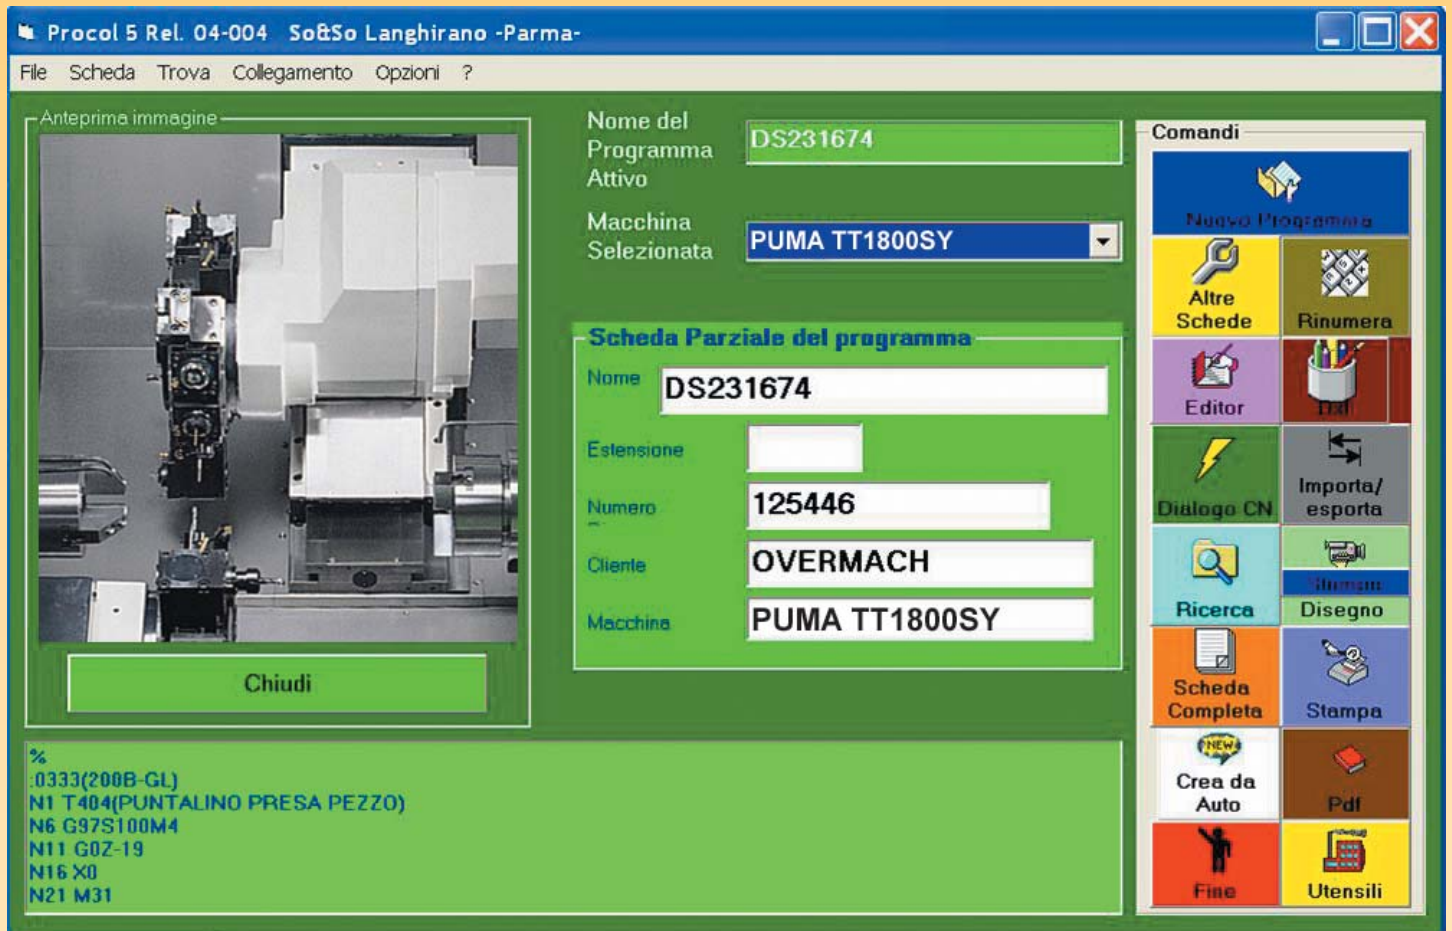 Procol 5 Rel. 04-004 So&So Langhirano -Parma-
File Scheda Trova Collegamento Opzioni ?
Anteprima immagine
Chiudi
Nome del
Programma
Attivo
DS231674
Macchina
Selezionata
PUMA TT1800SY
Scheda Parziale del programma
Nome
DS231674
Estensione
Numero
125446
Cliente
OVERMACH
Macchina
PUMA TT1800SY
%
:0333(200B-GL)
N1 T404(PUNTALINO PRESA PEZZO)
N6 G97S100M4
N11 G0Z-19
N16 X0
N21 M31
Comandi
Nuovo Programma
Altre
Schede
Rinumera
Editor
Dxf
Dialogo CN
Importa/
esporta
Ricerca
Disegno
Scheda
Completa
Stampa
NEW
Crea da
Auto
Pdf
Fine
Utensili